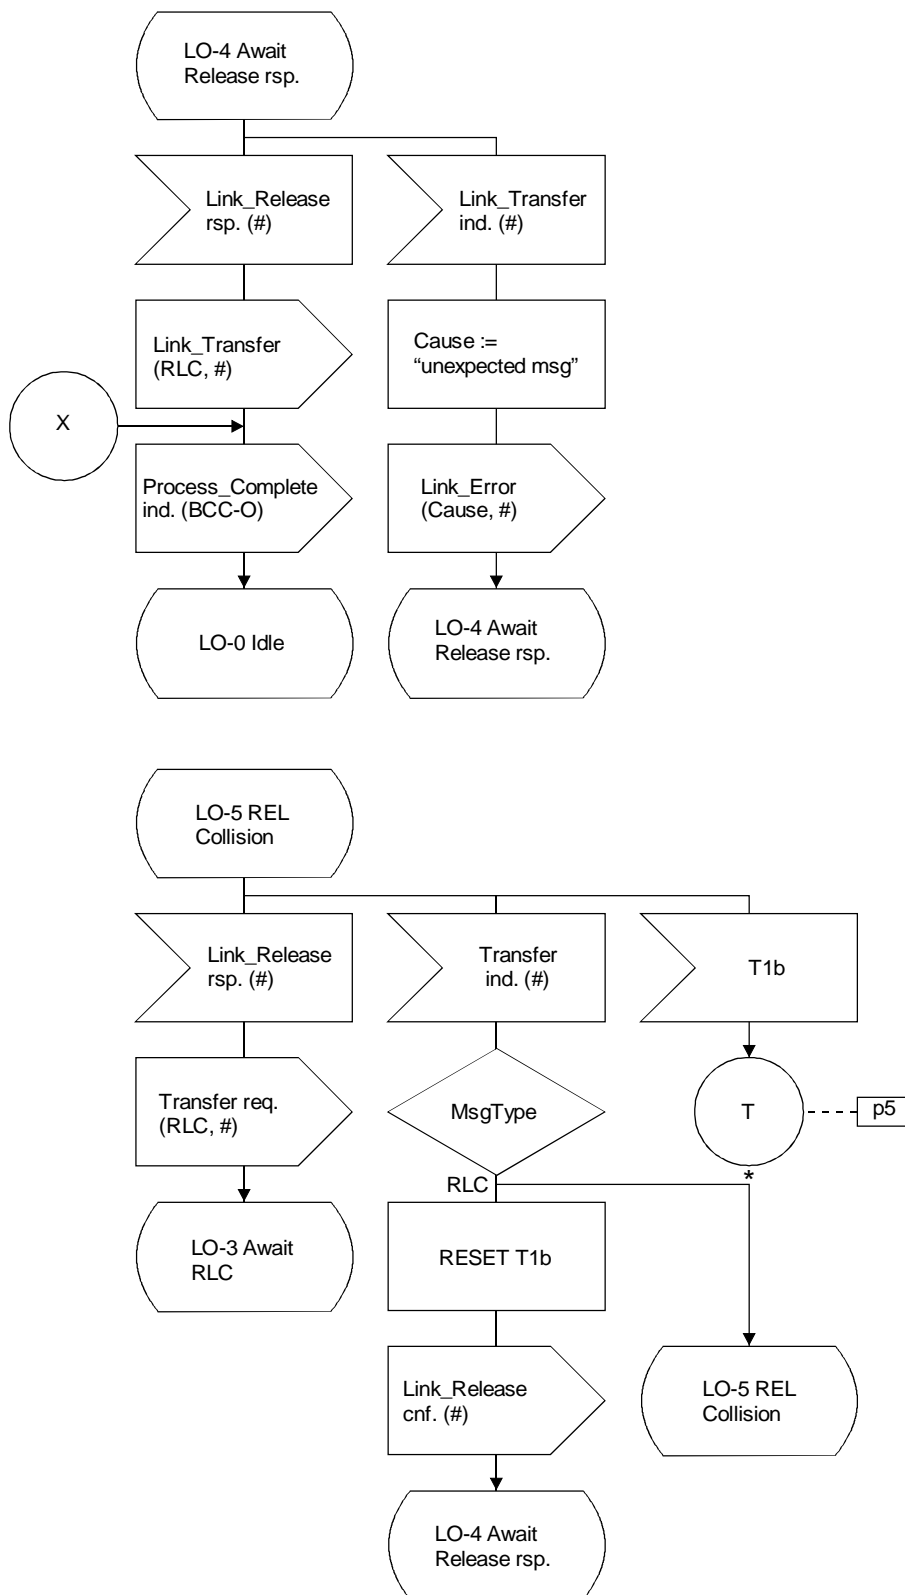 LO-4 Await
Release rsp.
Link_Release
rsp. (#)
Link_Transfer
ind. (#)
Link_Transfer
(RLC, #)
Cause :=
“unexpected msg”
X
Process_Complete
ind. (BCC-O)
Link_Error
(Cause, #)
LO-0 Idle
LO-4 Await
Release rsp.
LO-5 REL
Collision
Link_Release
rsp. (#)
Transfer
ind. (#)
T1b
Transfer req.
(RLC, #)
MsgType
T
p5
RLC
*
LO-3 Await
RLC
RESET T1b
Link_Release
cnf. (#)
LO-5 REL
Collision
LO-4 Await
Release rsp.